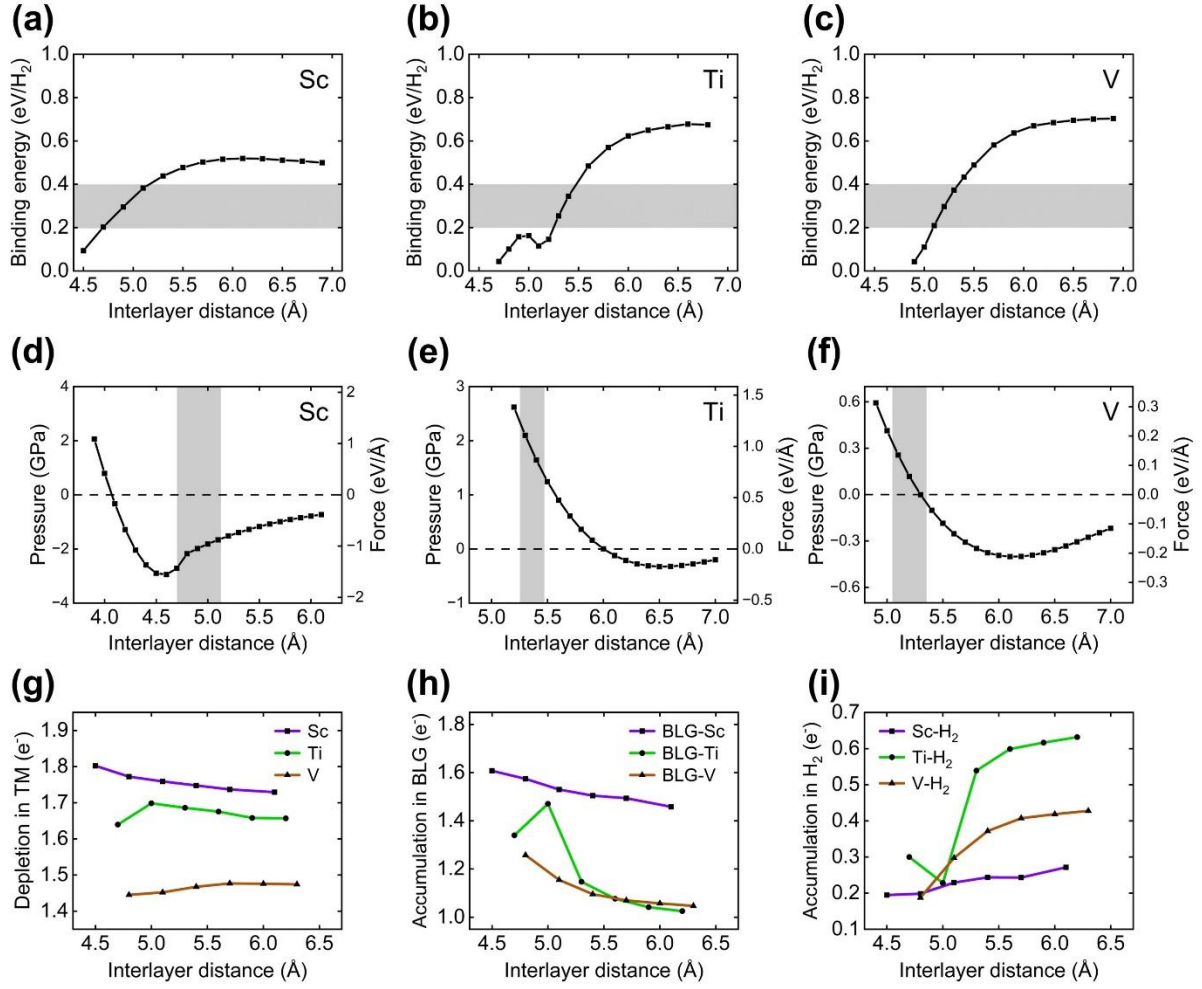 (a)
Sc
Binding energy (eV/H2)
1.0
0.8
0.6
0.4
0.2
0.0
4.5 5.0 5.5 6.0 6.5 7.0
Interlayer distance (Å)
(b)
Ti
Binding energy (eV/H2)
1.0
0.8
0.6
0.4
0.2
0.0
4.5 5.0 5.5 6.0 6.5 7.0
Interlayer distance (Å)
(c)
V
Binding energy (eV/H2)
1.0
0.8
0.6
0.4
0.2
0.0
4.5 5.0 5.5 6.0 6.5 7.0
Interlayer distance (Å)
(d)
Sc
Pressure (GPa)
4
2
0
−2
−4
Force (eV/Å)
2
1
0
−1
−2
4.0 4.5 5.0 5.5 6.0
Interlayer distance (Å)
(e)
Ti
Pressure (GPa)
3
2
1
0
−1
Force (eV/Å)
1.5
1.0
0.5
0.0
−0.5
5.0 5.5 6.0 6.5 7.0
Interlayer distance (Å)
(f)
V
Pressure (GPa)
0.6
0.3
0.0
−0.3
−0.6
Force (eV/Å)
0.3
0.2
0.1
0.0
−0.1
−0.2
−0.3
5.0 5.5 6.0 6.5 7.0
Interlayer distance (Å)
(g)
Depletion in TM (e-)
1.9
1.8
1.7
1.6
1.5
1.4
Sc
Ti
V
4.5 5.0 5.5 6.0 6.5
Interlayer distance (Å)
(h)
Accumulation in BLG (e-)
1.8
1.6
1.4
1.2
1.0
BLG-Sc
BLG-Ti
BLG-V
4.5 5.0 5.5 6.0 6.5
Interlayer distance (Å)
(i)
Accumulation in H2 (e-)
0.7
0.6
0.5
0.4
0.3
0.2
0.1
Sc-H2
Ti-H2
V-H2
4.5 5.0 5.5 6.0 6.5
Interlayer distance (Å)